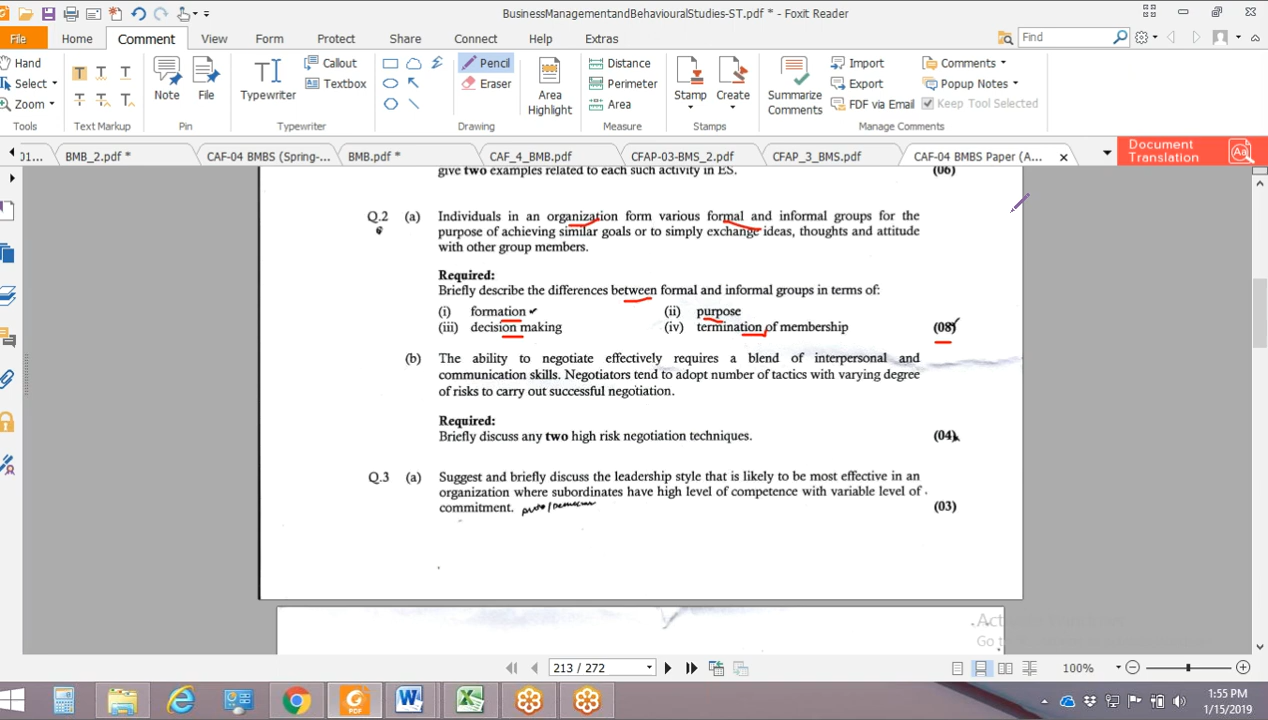 BusinessManagementandBehaviouralStudies-ST.pdf * - Foxit Reader
File Home Comment View Form Protect Share Connect Help Extras Find
Hand
Select
Zoom
Tools
Text Markup
Note
File
Pin
Typewriter
Callout
Textbox
Typewriter
Pencil
Eraser
Area
Highlight
Drawing
Distance
Perimeter
Area
Measure
Stamp
Create
Stamps
Summarize
Comments
Import
Export
FDF via Email
Comments
Popup Notes
Keep Tool Selected
Manage Comments
01... BMB_2.pdf * CAF-04 BMBS (Spring-... BMB.pdf * CAF_4_BMB.pdf CFAP-03-BMS_2.pdf CFAP_3_BMS.pdf CAF-04 BMBS Paper (A...
Document
Translation
give two examples related to each such activity in ES. (06)
Q.2 (a) Individuals in an organization form various formal and informal groups for the
purpose of achieving similar goals or to simply exchange ideas, thoughts and attitude
with other group members.
Required:
Briefly describe the differences between formal and informal groups in terms of:
(i) formation (ii) purpose
(iii) decision making (iv) termination of membership (08)
(b) The ability to negotiate effectively requires a blend of interpersonal and
communication skills. Negotiators tend to adopt number of tactics with varying degree
of risks to carry out successful negotiation.
Required:
Briefly discuss any two high risk negotiation techniques. (04)
Q.3 (a) Suggest and briefly discuss the leadership style that is likely to be most effective in an
organization where subordinates have high level of competence with variable level of
commitment. (03)
213 / 272
100%
1:55 PM
1/15/2019